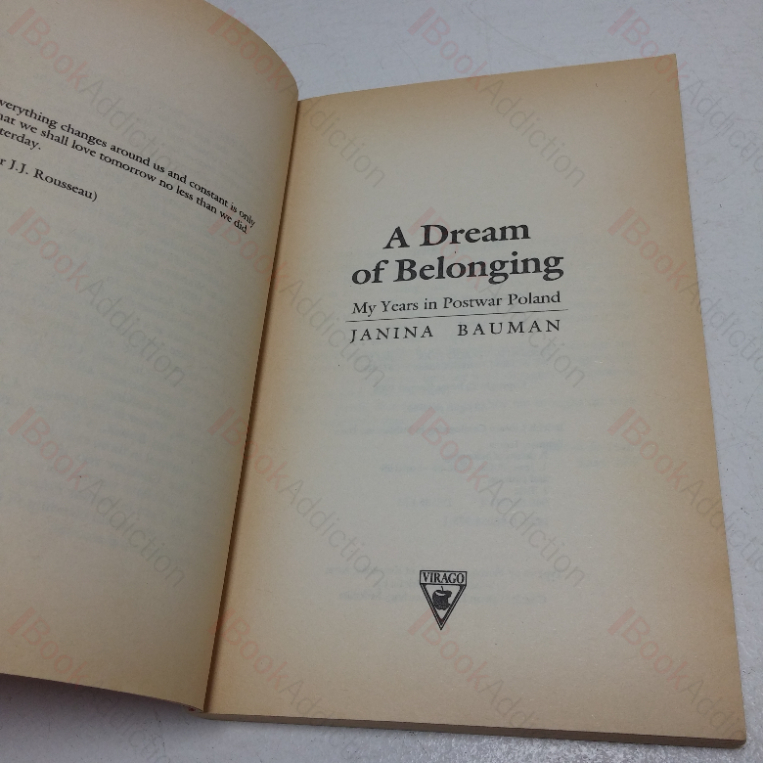 verything changes around us and constant is only
hat we shall love tomorrow no less than we did
terday.
r J.J. Rousseau)
A Dream
of Belonging
My Years in Postwar Poland
JANINA BAUMAN
VIRAGO
BookAddiction